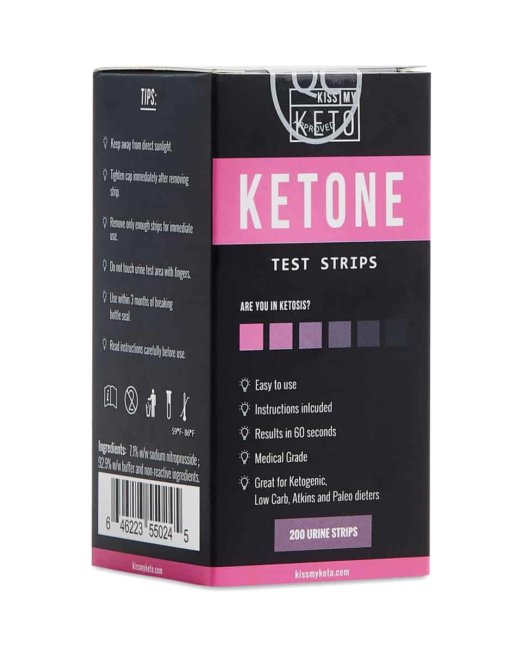 TIPS:
Keep away from direct sunlight.
Tighten cap immediately after removing
strip.
Remove only enough strips for immediate
use.
Do not touch urine test area with fingers.
Use within 3 months of breaking
bottle seal.
Read instructions carefully before use.
59°F-86°F
Ingredients: 7.1% w/w sodium nitroprusside;
92.9% w/w buffer and non-reactive ingredients.
6 46223 55024 5
QC
APPROVED
KISS MY
KETO
KETONE
TEST STRIPS
ARE YOU IN KETOSIS?
Easy to use
Instructions inlcuded
Results in 60 seconds
Medical Grade
Great for Ketogenic,
Low Carb, Atkins and Paleo dieters
200 URINE STRIPS
kissmyketo.com
kissmyketo.com